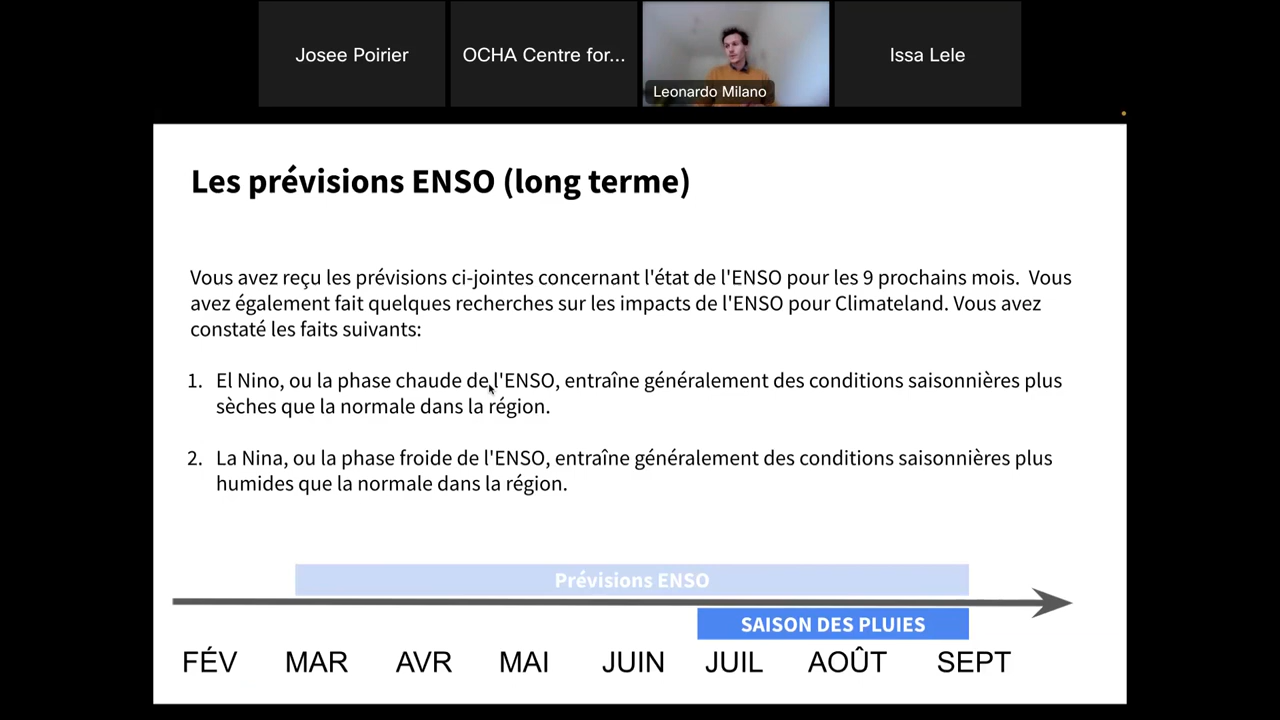 Josee Poirier
OCHA Centre for...
Leonardo Milano
Issa Lele
Les prévisions ENSO (long terme)
Vous avez reçu les prévisions ci-jointes concernant l'état de l'ENSO pour les 9 prochains mois. Vous
avez également fait quelques recherches sur les impacts de l'ENSO pour Climateland. Vous avez
constaté les faits suivants:
1. El Nino, ou la phase chaude de l'ENSO, entraîne généralement des conditions saisonnières plus
sèches que la normale dans la région.
2. La Nina, ou la phase froide de l'ENSO, entraîne généralement des conditions saisonnières plus
humides que la normale dans la région.
Prévisions ENSO
SAISON DES PLUIES
FÉV MAR AVR MAI JUIN JUIL AOÛT SEPT